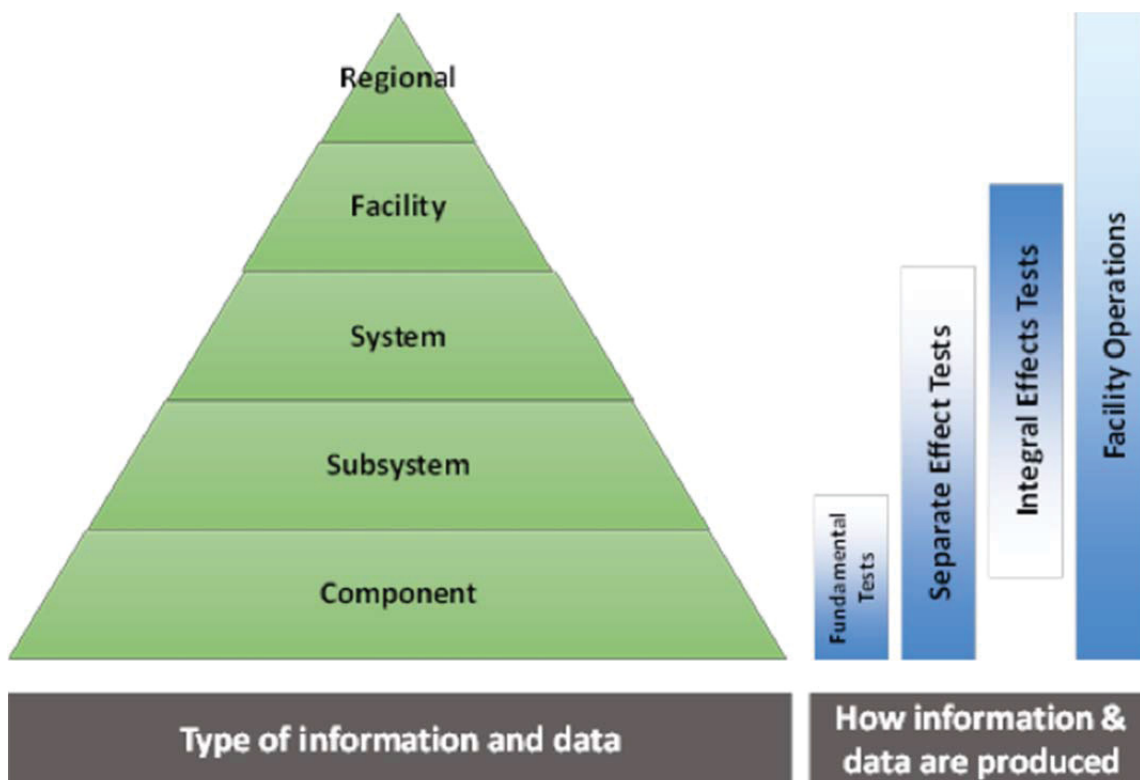 Regional
Facility
System
Subsystem
Component
Fundamental
Tests
Separate Effect Tests
Integral Effects Tests
Facility Operations
Type of information and data
How information &
data are produced